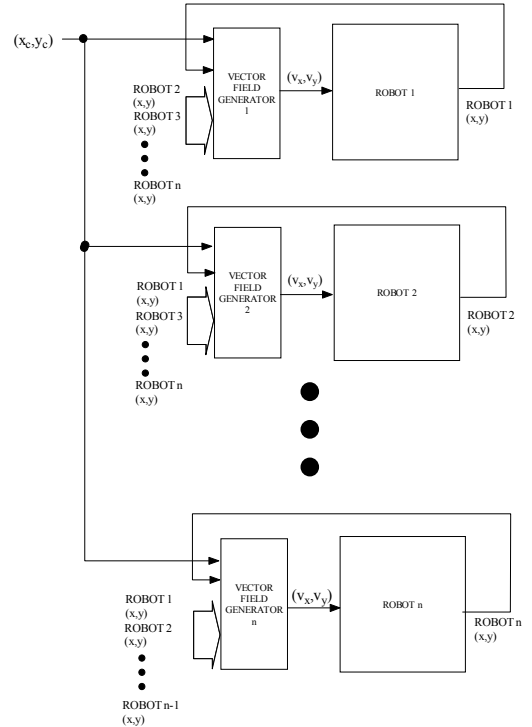 (xc,yc)
VECTOR
FIELD
GENERATOR
1
(vx,vy)
ROBOT 1
ROBOT 1
(x,y)
ROBOT 2
(x,y)
ROBOT 3
(x,y)
ROBOT n
(x,y)
VECTOR
FIELD
GENERATOR
2
(vx,vy)
ROBOT 2
ROBOT 2
(x,y)
ROBOT 1
(x,y)
ROBOT 3
(x,y)
ROBOT n
(x,y)
VECTOR
FIELD
GENERATOR
n
(vx,vy)
ROBOT n
ROBOT n
(x,y)
ROBOT 1
(x,y)
ROBOT 2
(x,y)
ROBOT n-1
(x,y)